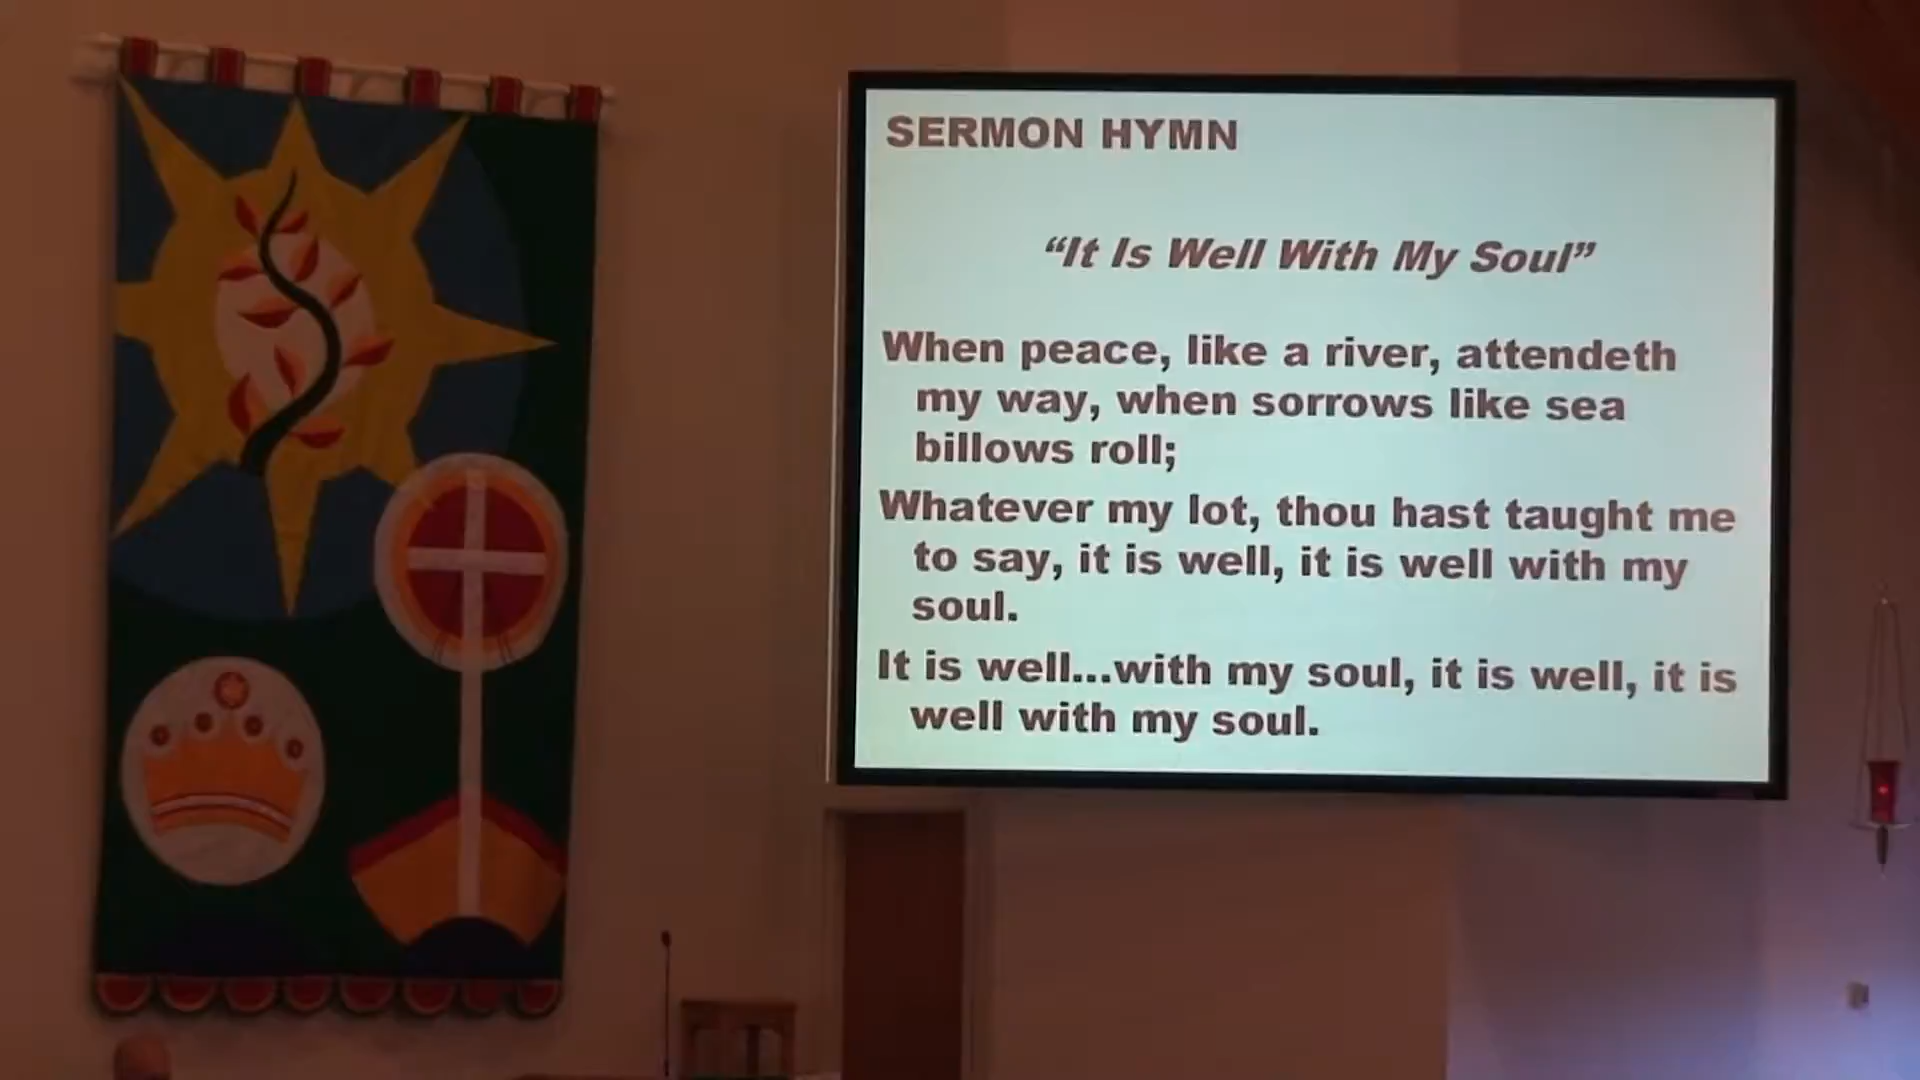 SERMON HYMN
“It Is Well With My Soul”
When peace, like a river, attendeth
my way, when sorrows like sea
billows roll;
Whatever my lot, thou hast taught me
to say, it is well, it is well with my
soul.
It is well...with my soul, it is well, it is
well with my soul.